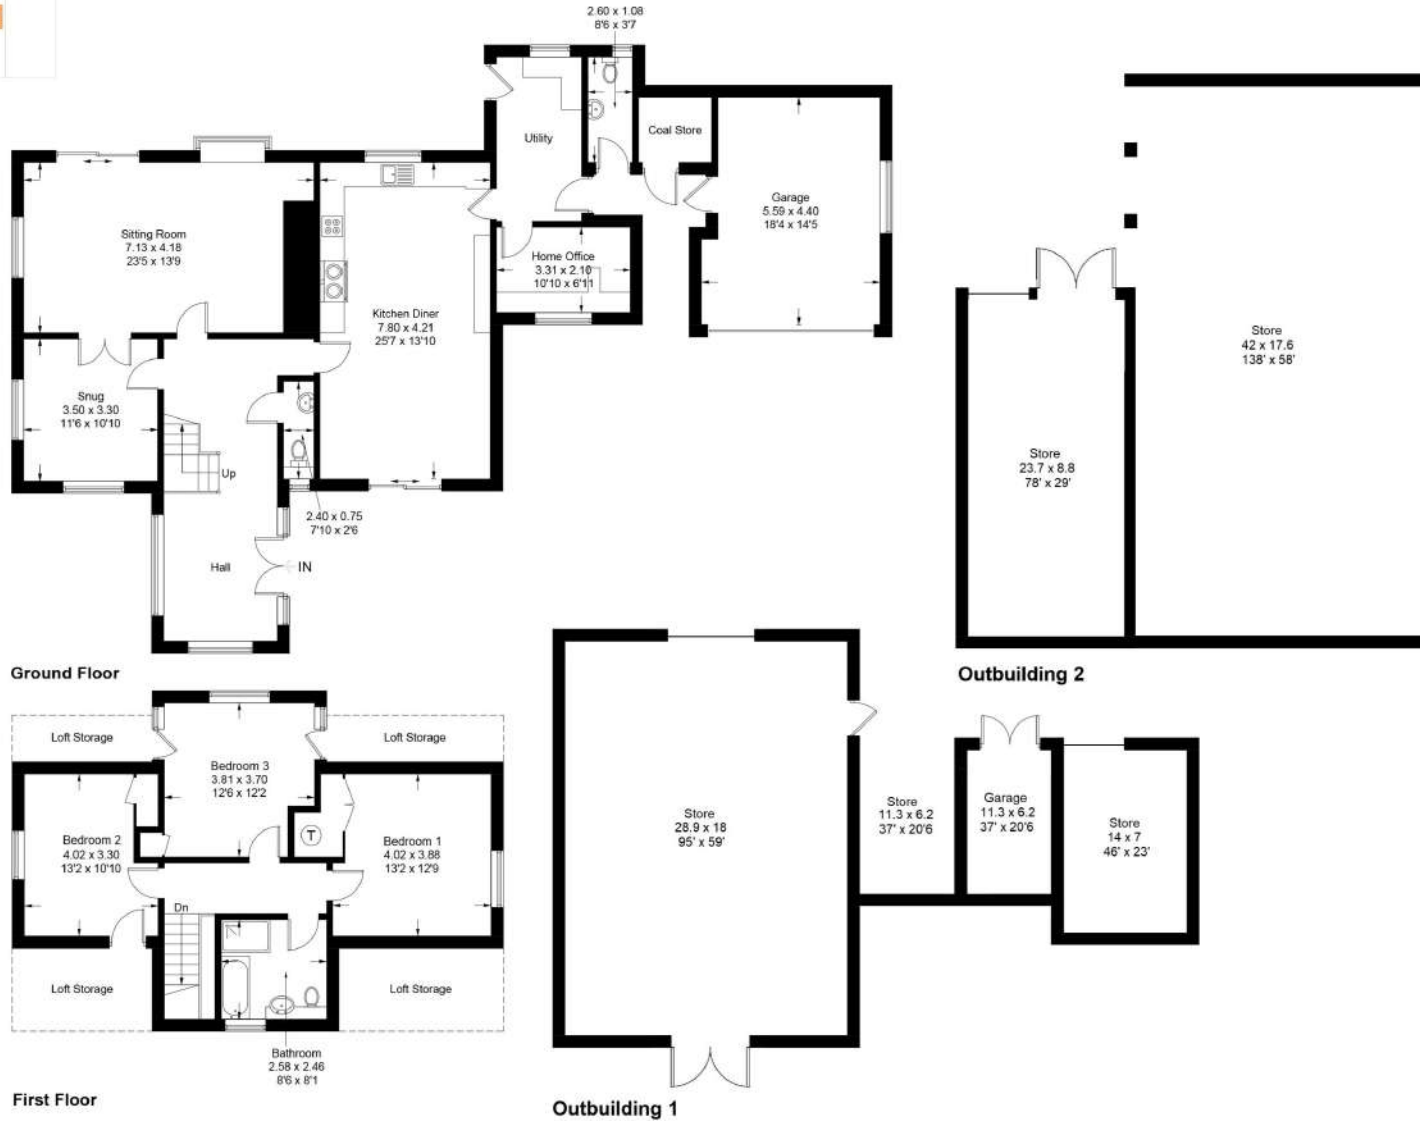 2.60 x 1.08
8'6 x 3'7
Utility
Coal Store
Garage
5.59 x 4.40
18'4 x 14'5
Sitting Room
7.13 x 4.18
23'5 x 13'9
Home Office
3.31 x 2.10
10'10 x 6'11
Kitchen Diner
7.80 x 4.21
25'7 x 13'10
Snug
3.50 x 3.30
11'6 x 10'10
Up
2.40 x 0.75
7'10 x 2'6
Hall
IN
Ground Floor
Store
42 x 17.6
138' x 58'
Store
23.7 x 8.8
78' x 29'
Outbuilding 2
Loft Storage
Loft Storage
Bedroom 3
3.81 x 3.70
12'6 x 12'2
Bedroom 2
4.02 x 3.30
13'2 x 10'10
T
Bedroom 1
4.02 x 3.88
13'2 x 12'9
Dn
Loft Storage
Loft Storage
Bathroom
2.58 x 2.46
8'6 x 8'1
First Floor
Store
28.9 x 18
95' x 59'
Store
11.3 x 6.2
37' x 20'6
Garage
11.3 x 6.2
37' x 20'6
Store
14 x 7
46' x 23'
Outbuilding 1